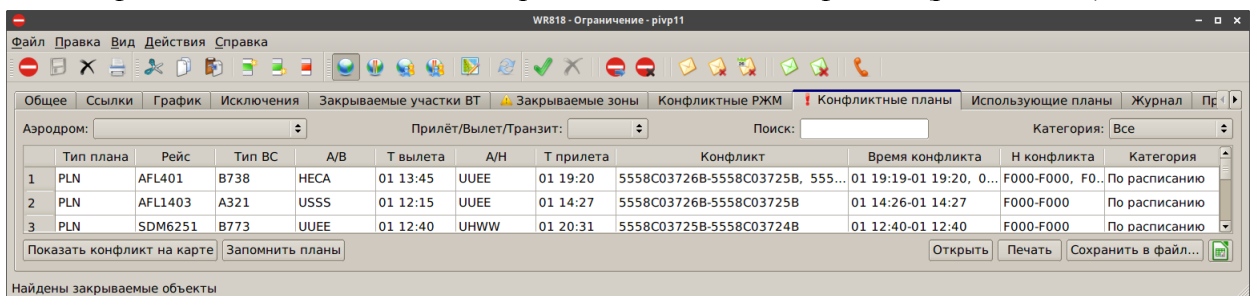 WR818 - Ограничение - pivp11
Файл Правка Вид Действия Справка
Общее Ссылки График Исключения Закрываемые участки ВТ Закрываемые зоны Конфликтные РЖМ Конфликтные планы Использующие планы Журнал
Аэродром: Прилёт/Вылет/Транзит: Поиск: Категория: Все
Тип плана Рейс Тип ВС А/В Т вылета А/Н Т прилета Конфликт Время конфликта Н конфликта Категория
1 PLN AFL401 B738 HECA 01 13:45 UUEE 01 19:20 5558C03726B-5558C03725B, 555... 01 19:19-01 19:20, 0... F000-F000, F0.. По расписанию
2 PLN AFL1403 A321 USSS 01 12:15 UUEE 01 14:27 5558C03726B-5558C03725B 01 14:26-01 14:27 F000-F000 По расписанию
3 PLN SDM6251 B773 UUEE 01 12:40 UHWW 01 20:31 5558C03725B-5558C03724B 01 12:40-01 12:40 F000-F000 По расписанию
Показать конфликт на карте Запомнить планы Открыть Печать Сохранить в файл...
Найдены закрываемые объекты